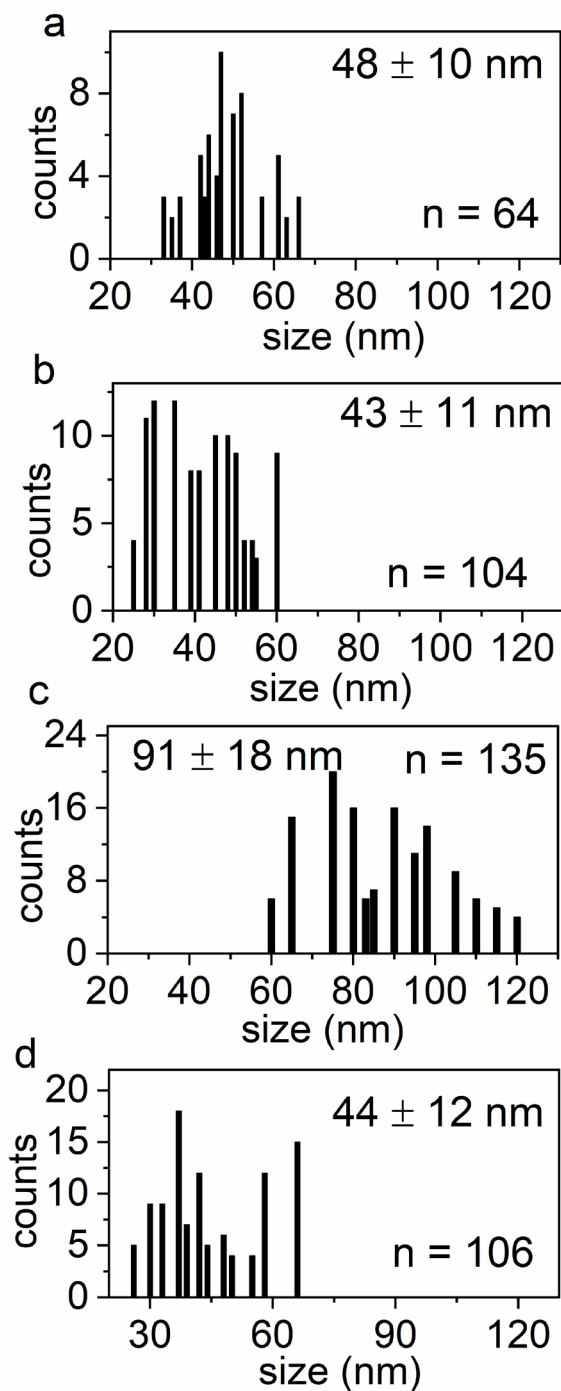 a
48 ± 10 nm
n = 64
counts
8
4
0
20 40 60 80 100 120
size (nm)
b
43 ± 11 nm
n = 104
counts
10
5
0
20 40 60 80 100 120
size (nm)
c
91 ± 18 nm n = 135
counts
24
16
8
0
20 40 60 80 100 120
size (nm)
d
44 ± 12 nm
n = 106
counts
20
15
10
5
0
30 60 90 120
size (nm)